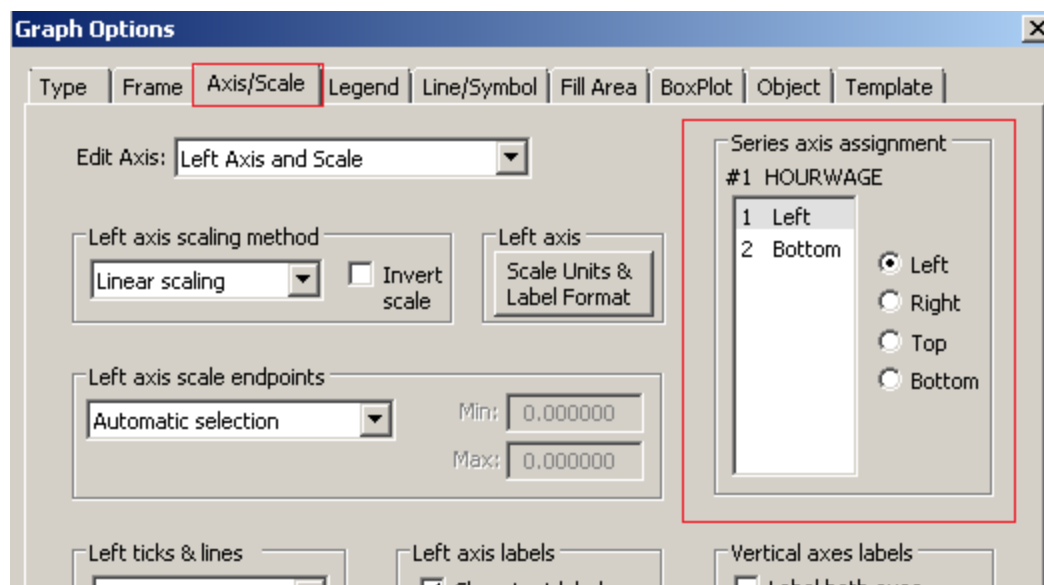 Graph Options
Type Frame Axis/Scale Legend Line/Symbol Fill Area BoxPlot Object Template
Edit Axis: Left Axis and Scale
Series axis assignment
#1 HOURWAGE
1 Left
2 Bottom
Left
Right
Top
Bottom
Left axis scaling method
Linear scaling
Invert
scale
Left axis
Scale Units &
Label Format
Left axis scale endpoints
Automatic selection
Min: 0.000000
Max: 0.000000
Left ticks & lines
Left axis labels
Vertical axes labels